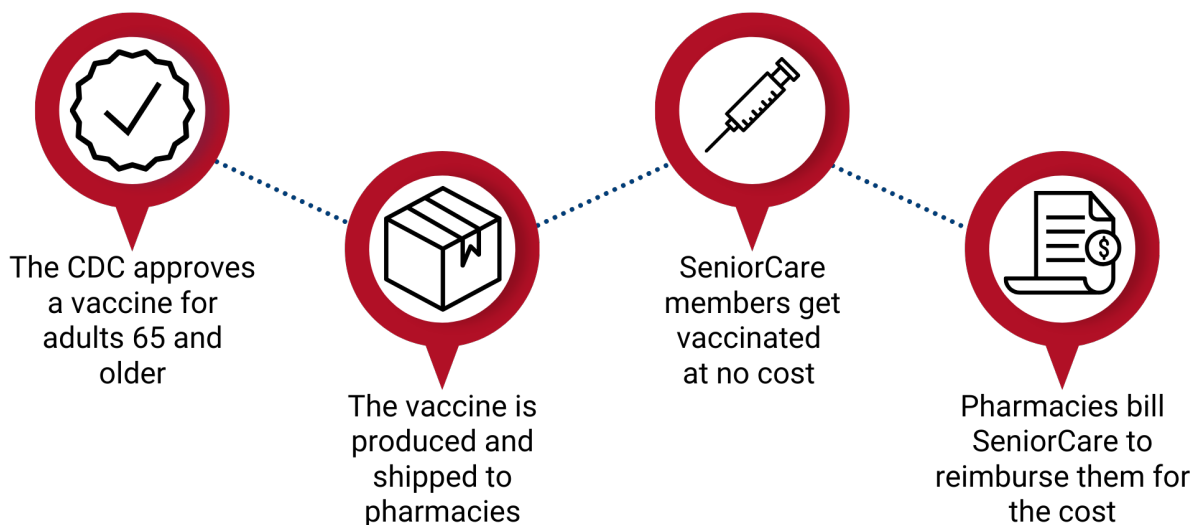 The CDC approves
a vaccine for
adults 65 and
older
The vaccine is
produced and
shipped to
pharmacies
SeniorCare
members get
vaccinated
at no cost
$
Pharmacies bill
SeniorCare to
reimburse them for
the cost